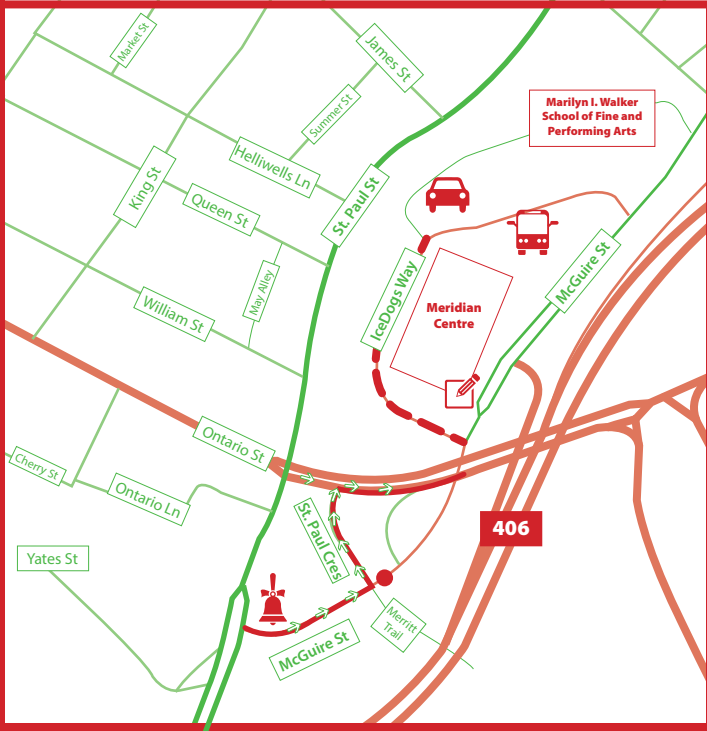 Market St
James St
Summer St
Marilyn I. Walker
School of Fine and
Performing Arts
Helliwells Ln
King St
Queen St
St. Paul St
McGuire St
IceDogs Way
May Alley
William St
Meridian
Centre
Ontario St
Cherry St
Ontario Ln
St. Paul Cres
406
Yates St
Merritt
Trail
McGuire St